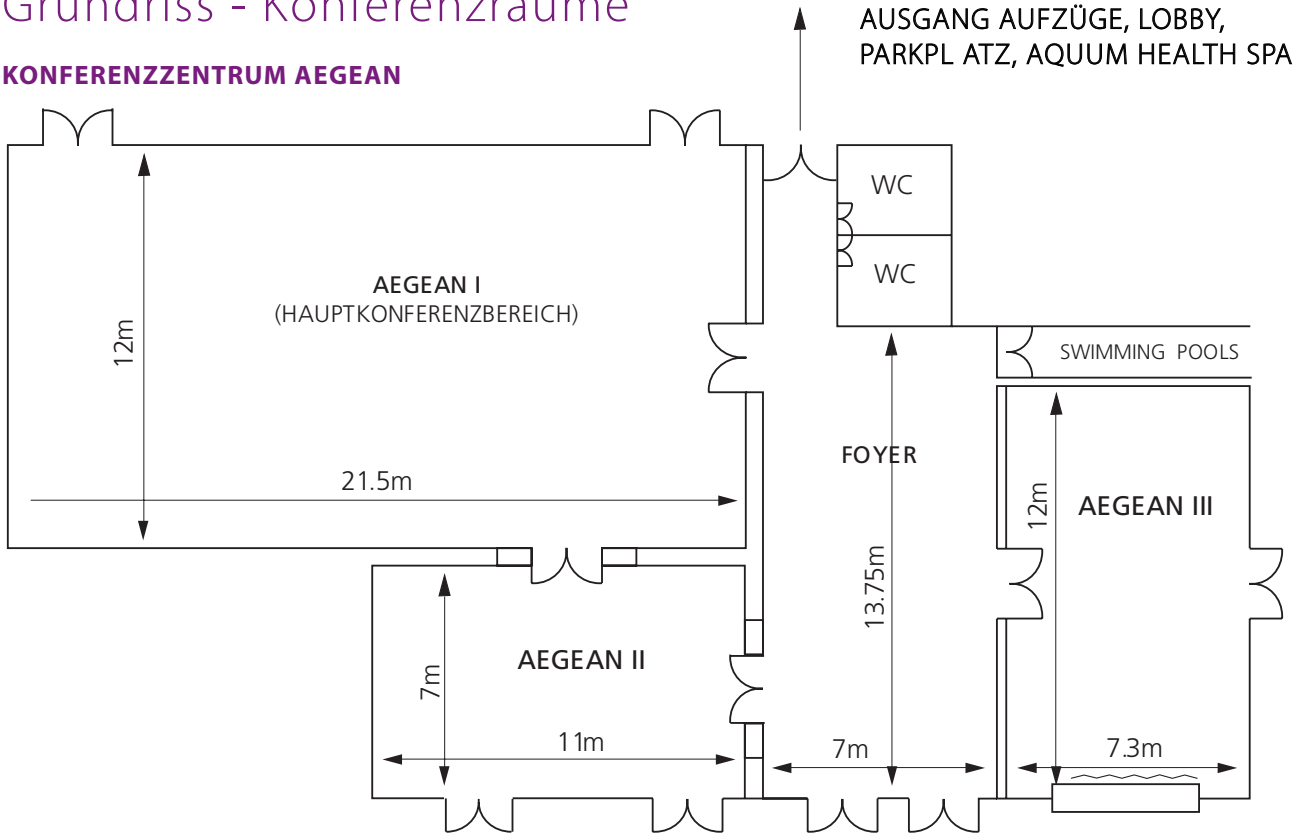 Grundriss - Konferenzräume
KONFERENZZENTRUM AEGEAN
AUSGANG AUFZÜGE, LOBBY,
PARKPL ATZ, AQUUM HEALTH SPA
WC
WC
AEGEAN I
(HAUPTKONFERENZBEREICH)
12m
21.5m
SWIMMING POOLS
FOYER
13.75m
7m
AEGEAN III
12m
7.3m
AEGEAN II
7m
11m